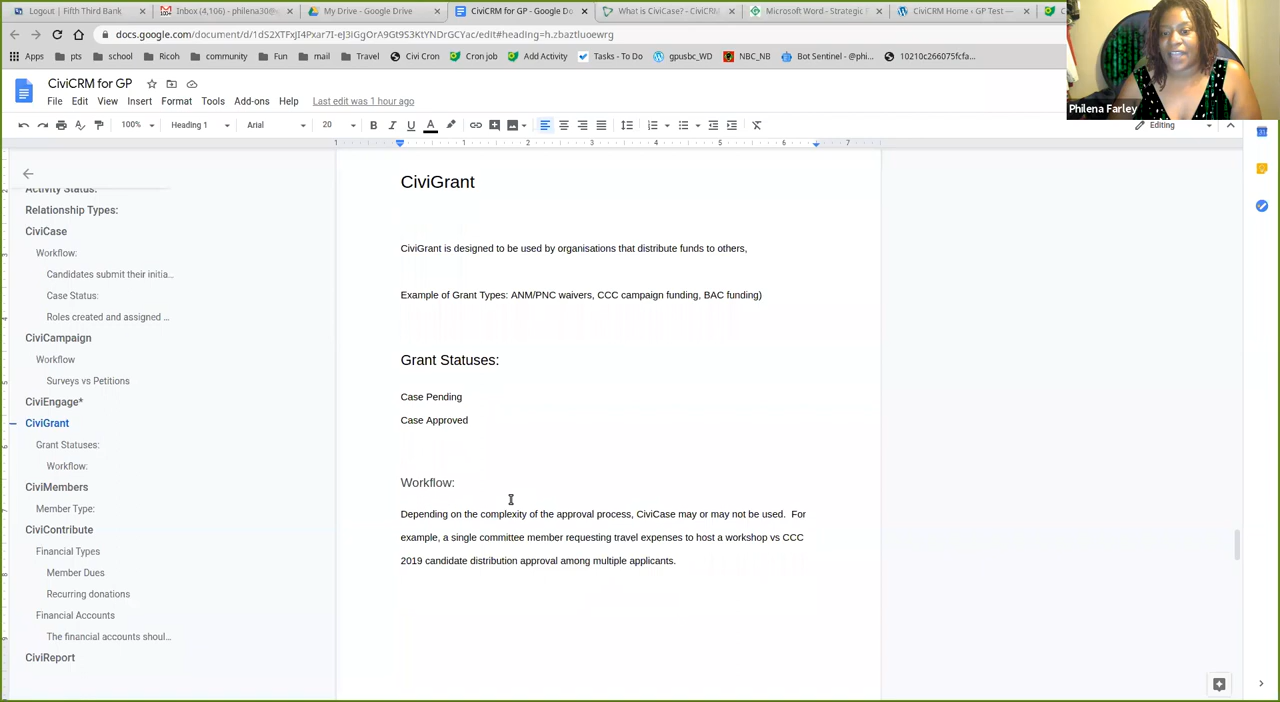 Logout | Fifth Third Bank
Inbox (4,106) - philena30@
My Drive - Google Drive
CiviCRM for GP - Google Do
What is CiviCase? - CiviCRM
Microsoft Word - Strategic
CiviCRM Home ‹ GP Test —
docs.google.com/document/d/1dS2XTFxJI4Pxar7I-eJ3IGgOrA9Gt9S3KtYNDrGCYac/edit#heading=h.zbaztluoewrg
Apps pts school Ricoh community Fun mail Travel Civi Cron Cron job Add Activity Tasks - To Do gpusbc_WD NBC_NB Bot Sentinel - @phi... 10210c266075fcfa...
Philena Farley
CiviCRM for GP
File Edit View Insert Format Tools Add-ons Help Last edit was 1 hour ago
100% Heading 1 Arial 20 B I U A Editing
1 1 2 3 4 5 6 7
Activity Status:
Relationship Types:
CiviCase
Workflow:
Candidates submit their initia...
Case Status:
Roles created and assigned ...
CiviCampaign
Workflow
Surveys vs Petitions
CiviEngage*
CiviGrant
Grant Statuses:
Workflow:
CiviMembers
Member Type:
CiviContribute
Financial Types
Member Dues
Recurring donations
Financial Accounts
The financial accounts shoul...
CiviReport
CiviGrant
CiviGrant is designed to be used by organisations that distribute funds to others,
Example of Grant Types: ANM/PNC waivers, CCC campaign funding, BAC funding)
Grant Statuses:
Case Pending
Case Approved
Workflow:
Depending on the complexity of the approval process, CiviCase may or may not be used. For
example, a single committee member requesting travel expenses to host a workshop vs CCC
2019 candidate distribution approval among multiple applicants.